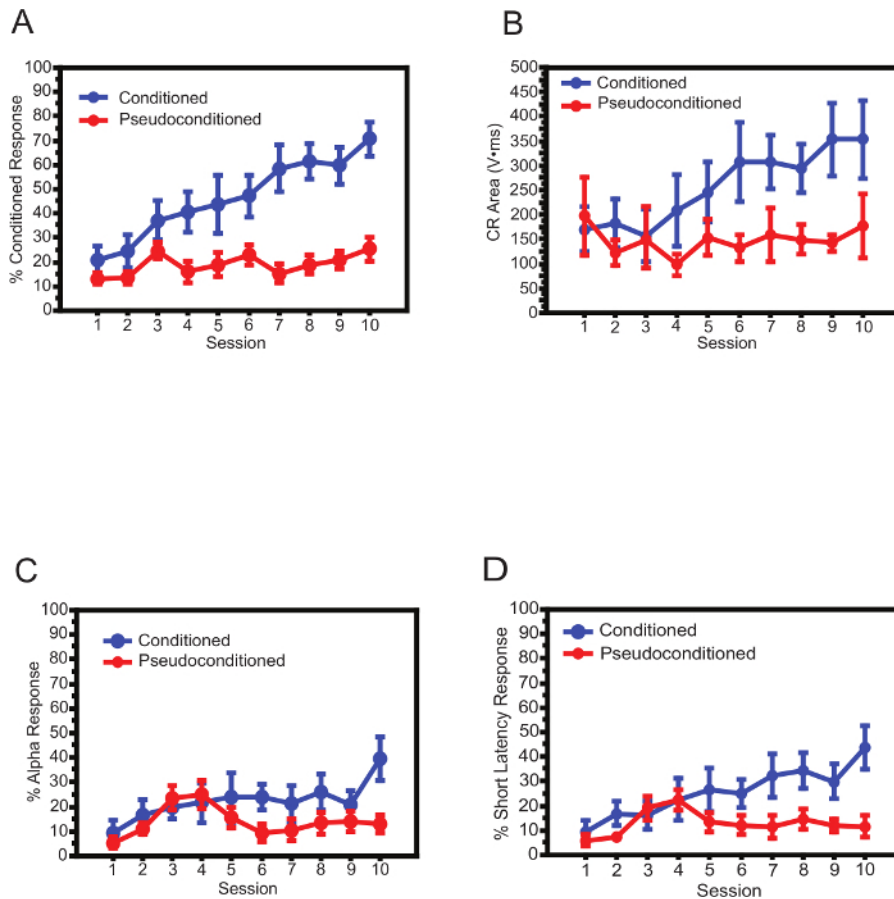 A
% Conditioned Response
100
90
80
70
60
50
40
30
20
10
0
Conditioned
Pseudoconditioned
1 2 3 4 5 6 7 8 9 10
Session
B
CR Area (V•ms)
500
450
400
350
300
250
200
150
100
50
0
Conditioned
Pseudoconditioned
1 2 3 4 5 6 7 8 9 10
Session
C
% Alpha Response
100
90
80
70
60
50
40
30
20
10
0
Conditioned
Pseudoconditioned
1 2 3 4 5 6 7 8 9 10
Session
D
% Short Latency Response
100
90
80
70
60
50
40
30
20
10
0
Conditioned
Pseudoconditioned
1 2 3 4 5 6 7 8 9 10
Session